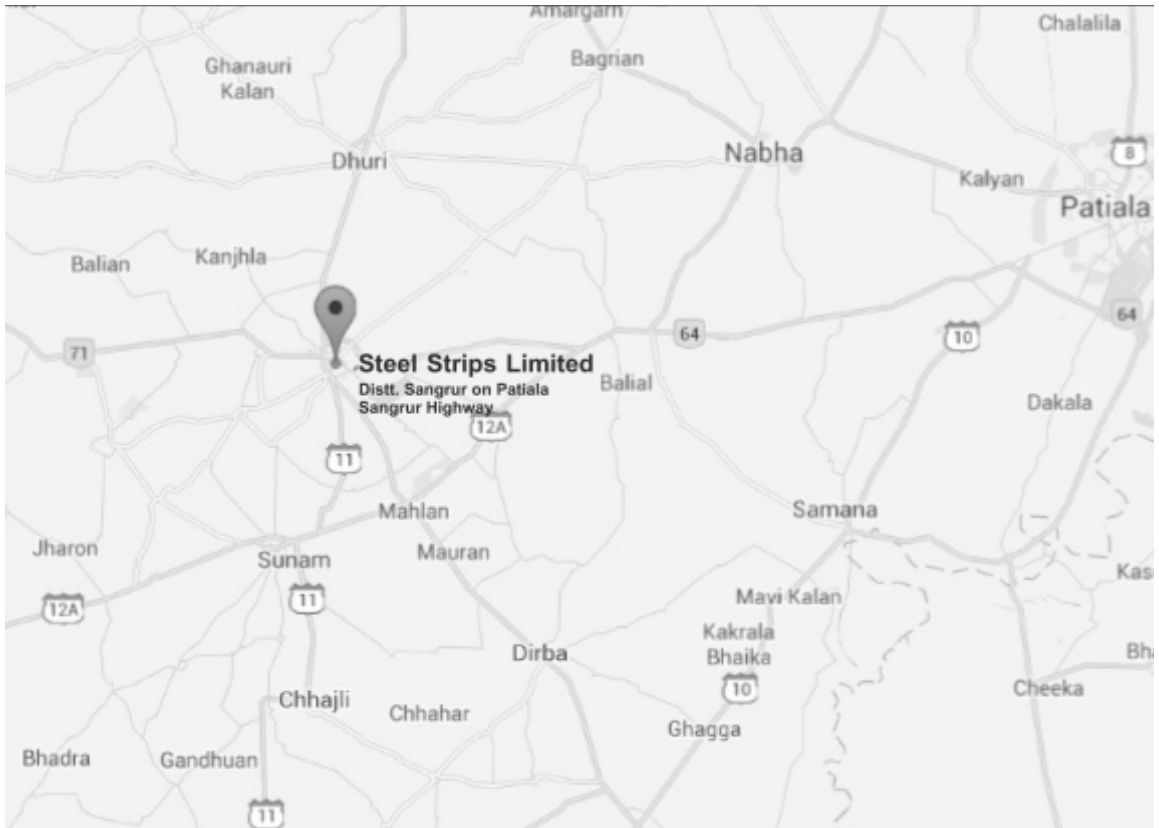 Amargarh
Chalalila
Bagrian
Ghanauri
Kalan
Dhuri
Nabha
8
Kalyan
Patiala
Kanjhla
Balian
64
64
10
71
Steel Strips Limited
Distt. Sangrur on Patiala
Sangrur Highway
Balial
Dakala
12A
11
Mahlan
Samana
Jharon
Sunam
Mauran
12A
11
Mavi Kalan
Kakrala
Bhaika
Dirba
10
Cheeka
Chhajli
Chhahar
Ghagga
Bhadra
Gandhuan
11